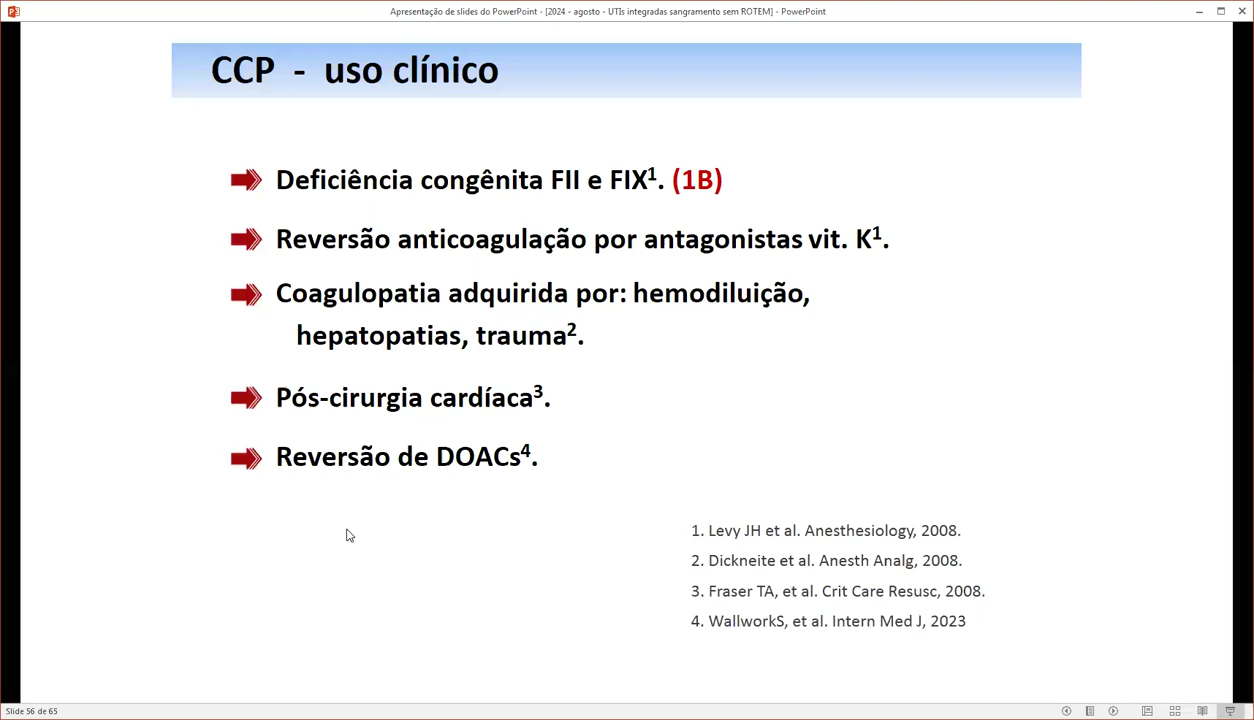 Apresentação de slides do PowerPoint - [2024 - agosto - UTIs integradas sangramento sem ROTEM] - PowerPoint
CCP - uso clínico
Deficiência congênita FII e FIX¹. (1B)
Reversão anticoagulação por antagonistas vit. K¹.
Coagulopatia adquirida por: hemodiluição,
hepatopatias, trauma².
Pós-cirurgia cardíaca³.
Reversão de DOACs⁴.
1. Levy JH et al. Anesthesiology, 2008.
2. Dickneite et al. Anesth Analg, 2008.
3. Fraser TA, et al. Crit Care Resusc, 2008.
4. WallworkS, et al. Intern Med J, 2023
Slide 56 de 65